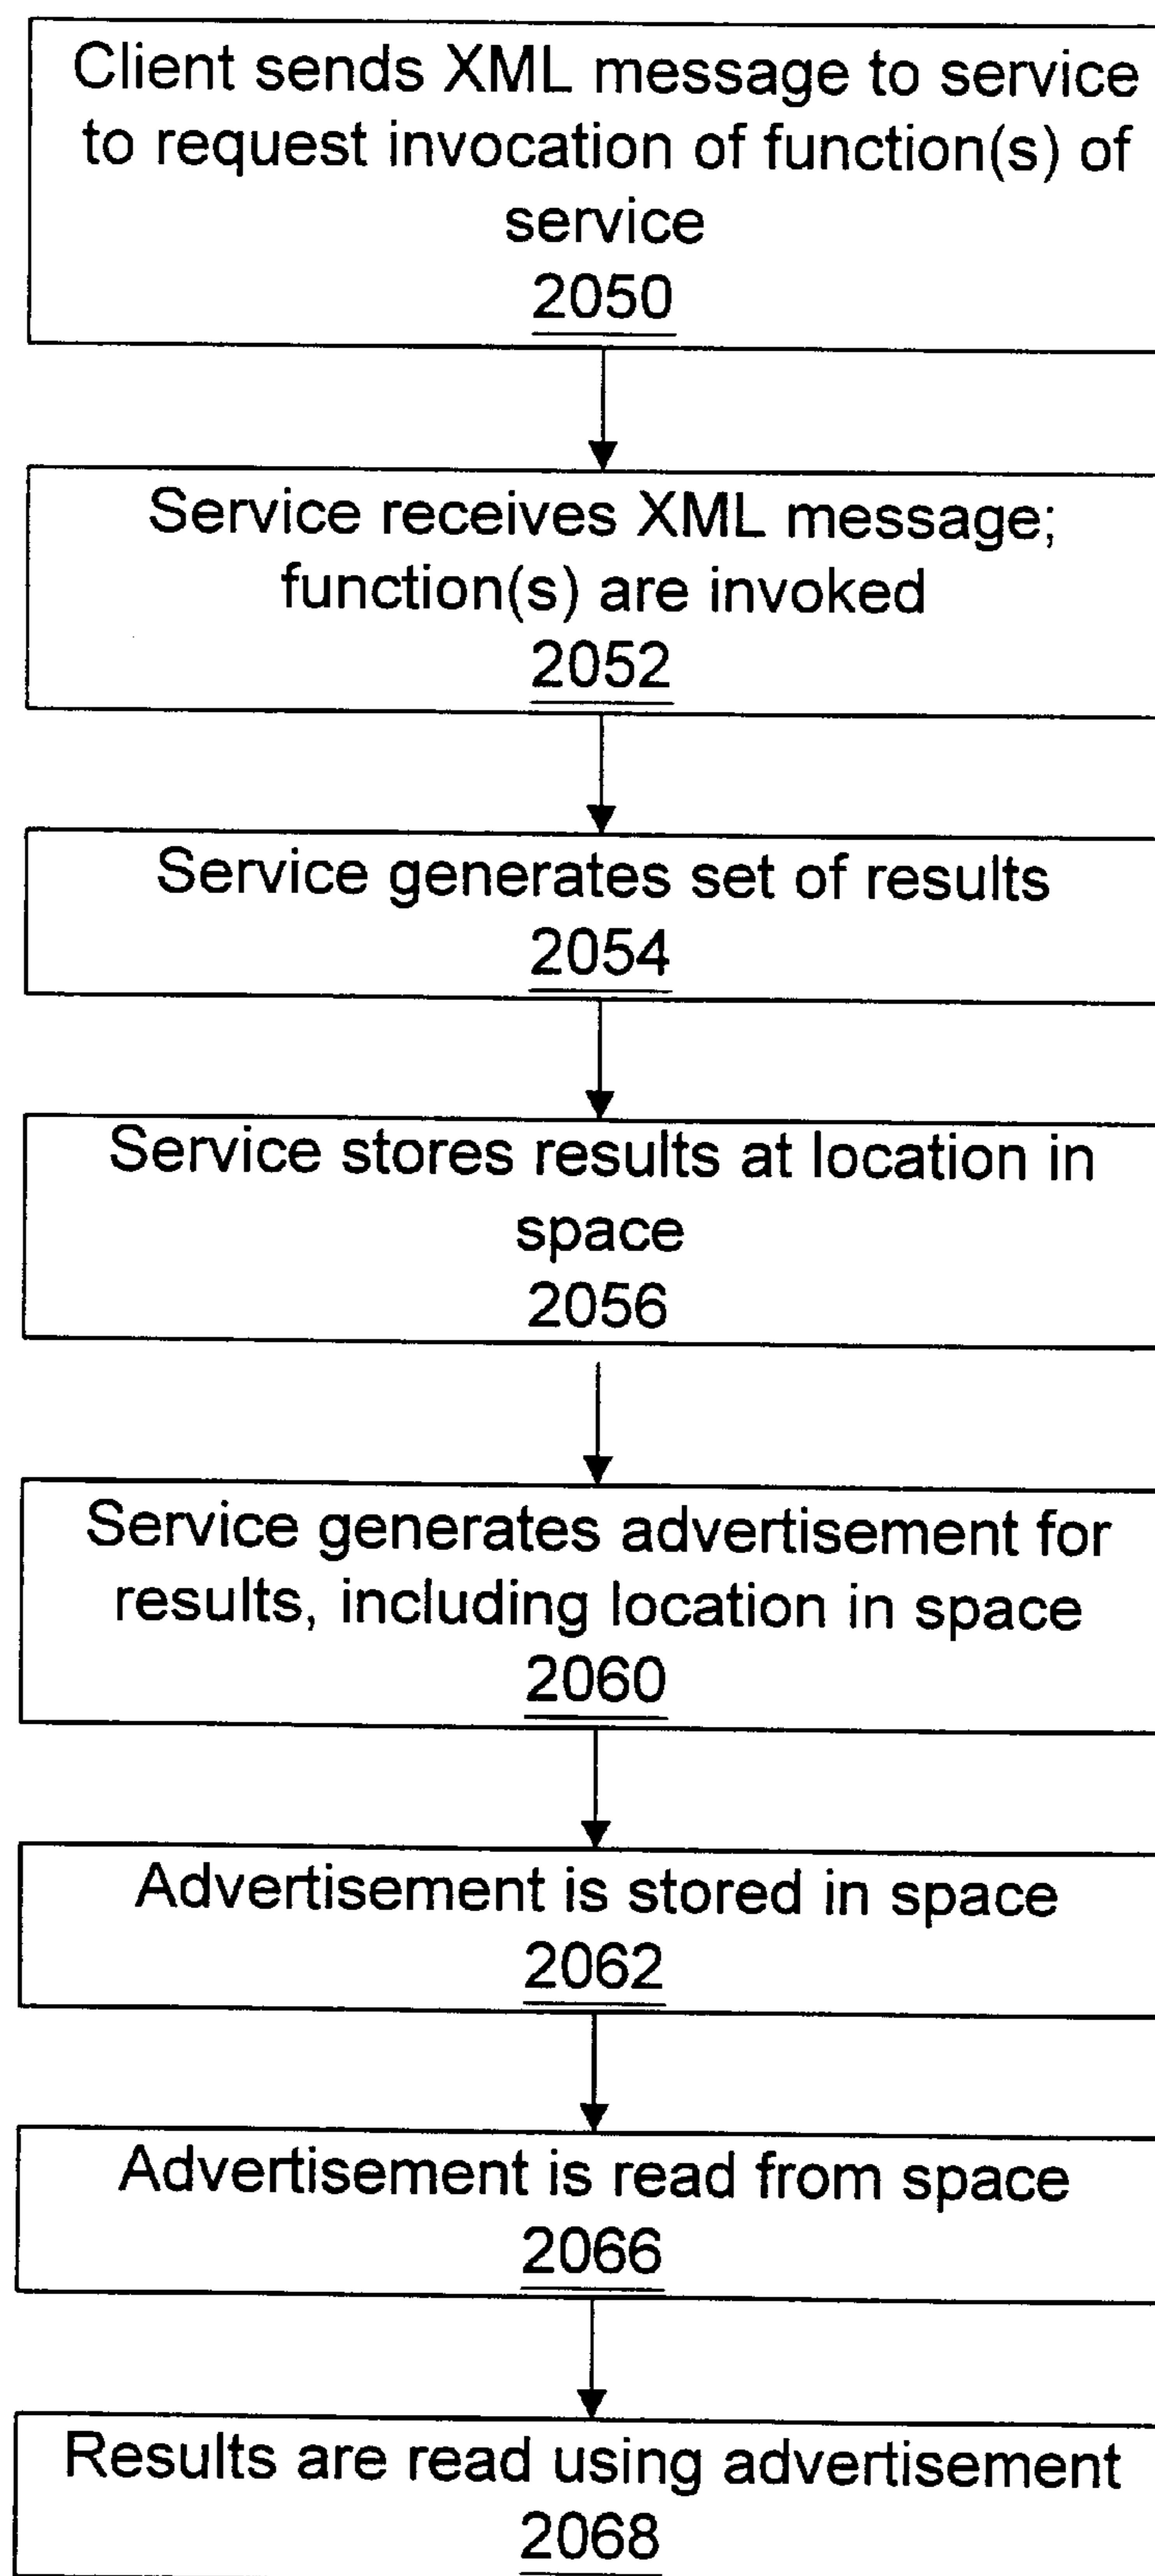 Client sends XML message to service
to request invocation of function(s) of
service
2050
Service receives XML message;
function(s) are invoked
2052
Service generates set of results
2054
Service stores results at location in
space
2056
Service generates advertisement for
results, including location in space
2060
Advertisement is stored in space
2062
Advertisement is read from space
2066
Results are read using advertisement
2068